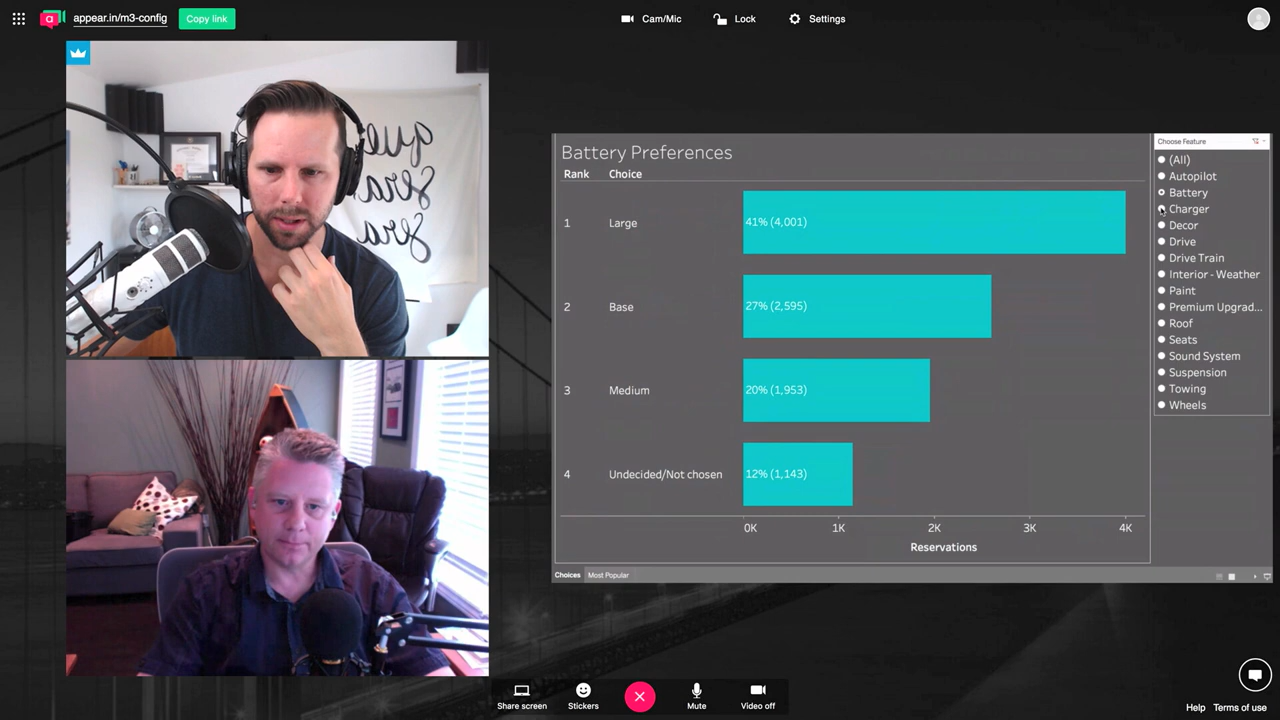 appear.in/m3-config
Copy link
Cam/Mic
Lock
Settings
que
Sera
Sera
Battery Preferences
Rank Choice
1 Large 41% (4,001)
2 Base 27% (2,595)
3 Medium 20% (1,953)
4 Undecided/Not chosen 12% (1,143)
0K 1K 2K 3K 4K
Reservations
Choices Most Popular
Choose Feature
(All)
Autopilot
Battery
Charger
Decor
Drive
Drive Train
Interior - Weather
Paint
Premium Upgrad...
Roof
Seats
Sound System
Suspension
Towing
Wheels
Share screen
Stickers
Mute
Video off
Help Terms of use